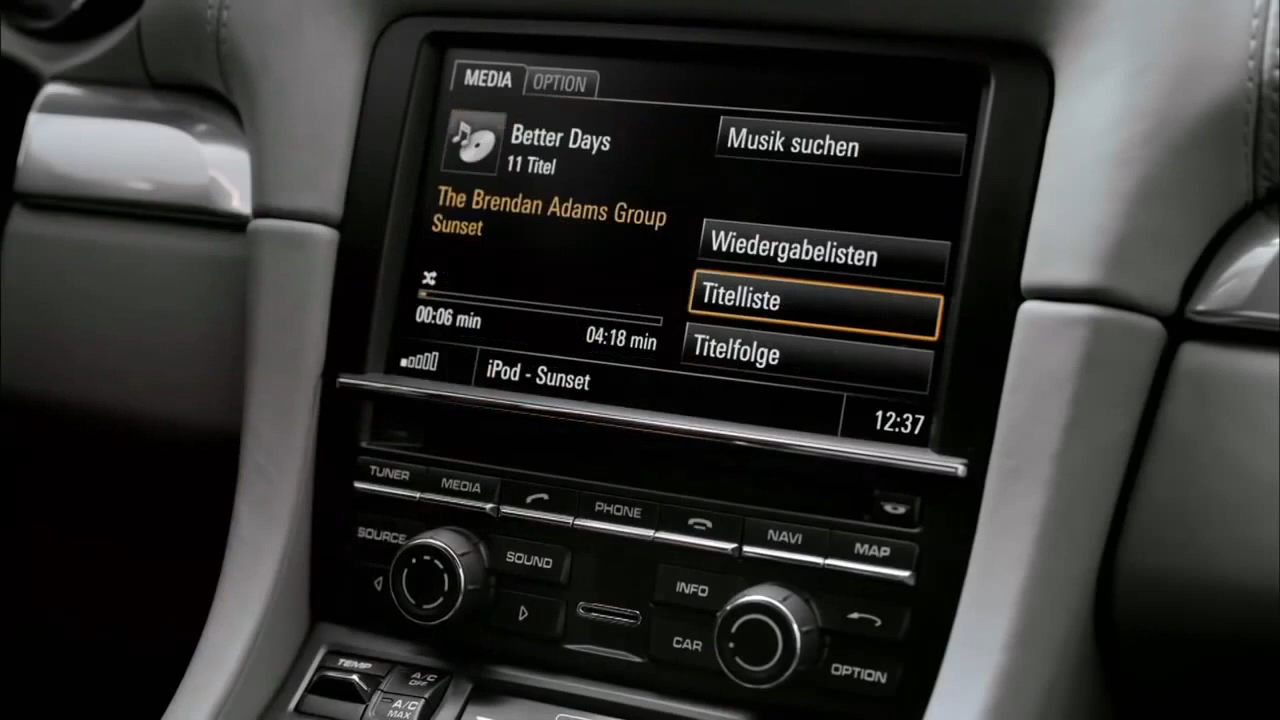 MEDIA
OPTION
Better Days
11 Titel
The Brendan Adams Group
Sunset
Musik suchen
Wiedergabelisten
Titelliste
Titelfolge
00:06 min
04:18 min
iPod - Sunset
12:37
TUNER
MEDIA
PHONE
NAVI
MAP
SOURCE
SOUND
INFO
CAR
OPTION
TEMP
A/C
OFF
A/C
MAX